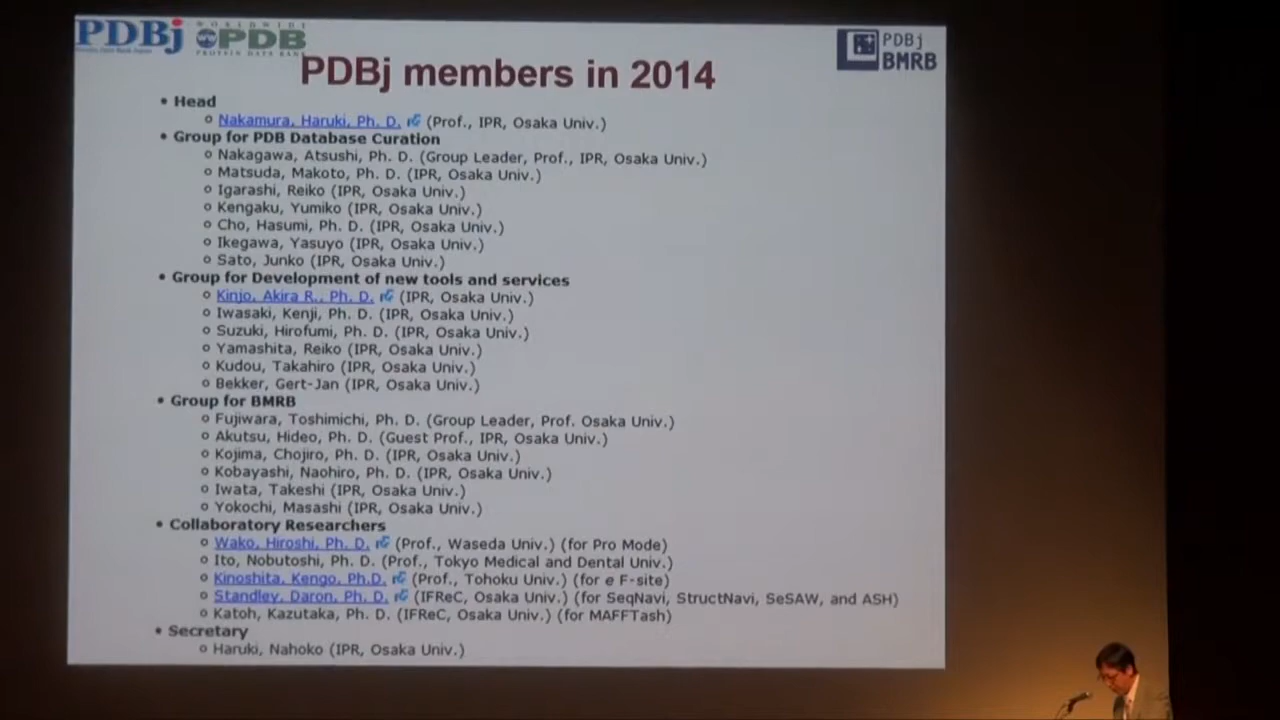 PDBj
WORLDWIDE
PDB
PROTEIN DATA BANK
PDBj
BMRB
PDBj members in 2014
• Head
Nakamura, Haruki, Ph. D. (Prof., IPR, Osaka Univ.)
• Group for PDB Database Curation
Nakagawa, Atsushi, Ph. D. (Group Leader, Prof., IPR, Osaka Univ.)
Matsuda, Makoto, Ph. D. (IPR, Osaka Univ.)
Igarashi, Reiko (IPR, Osaka Univ.)
Kengaku, Yumiko (IPR, Osaka Univ.)
Cho, Hasumi, Ph. D. (IPR, Osaka Univ.)
Ikegawa, Yasuyo (IPR, Osaka Univ.)
Sato, Junko (IPR, Osaka Univ.)
• Group for Development of new tools and services
Kinjo, Akira R., Ph. D. (IPR, Osaka Univ.)
Iwasaki, Kenji, Ph. D. (IPR, Osaka Univ.)
Suzuki, Hirofumi, Ph. D. (IPR, Osaka Univ.)
Yamashita, Reiko (IPR, Osaka Univ.)
Kudou, Takahiro (IPR, Osaka Univ.)
Bekker, Gert-Jan (IPR, Osaka Univ.)
• Group for BMRB
Fujiwara, Toshimichi, Ph. D. (Group Leader, Prof. Osaka Univ.)
Akutsu, Hideo, Ph. D. (Guest Prof., IPR, Osaka Univ.)
Kojima, Chojiro, Ph. D. (IPR, Osaka Univ.)
Kobayashi, Naohiro, Ph. D. (IPR, Osaka Univ.)
Iwata, Takeshi (IPR, Osaka Univ.)
Yokochi, Masashi (IPR, Osaka Univ.)
• Collaboratory Researchers
Wako, Hiroshi, Ph. D. (Prof., Waseda Univ.) (for Pro Mode)
Ito, Nobutoshi, Ph. D. (Prof., Tokyo Medical and Dental Univ.)
Kinoshita, Kengo, Ph.D. (Prof., Tohoku Univ.) (for e F-site)
Standley, Daron, Ph. D. (IFReC, Osaka Univ.) (for SeqNavi, StructNavi, SeSAW, and ASH)
Katoh, Kazutaka, Ph. D. (IFReC, Osaka Univ.) (for MAFFTash)
• Secretary
Haruki, Nahoko (IPR, Osaka Univ.)